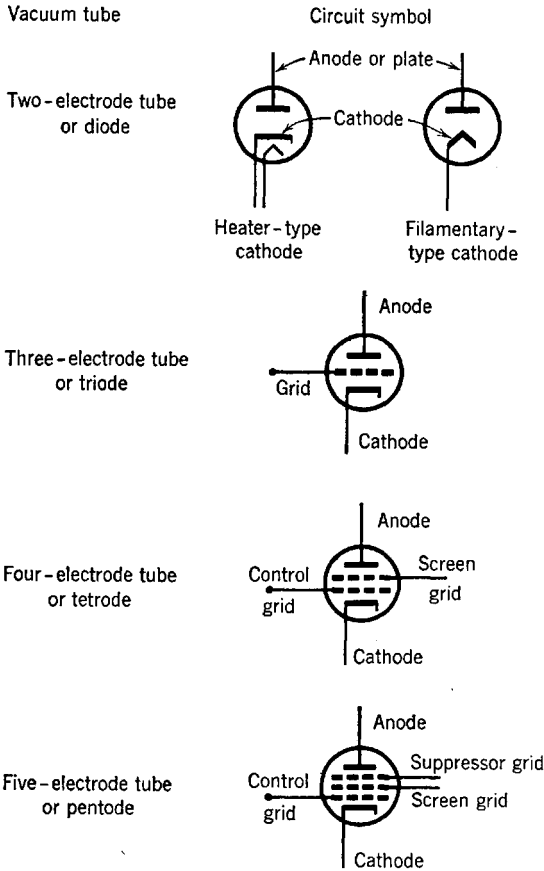 Vacuum tube
Circuit symbol
Two-electrode tube
or diode
Anode or plate
Cathode
Heater-type
cathode
Filamentary-
type cathode
Three-electrode tube
or triode
Anode
Grid
Cathode
Four-electrode tube
or tetrode
Anode
Control
grid
Screen
grid
Cathode
Five-electrode tube
or pentode
Anode
Control
grid
Suppressor grid
Screen grid
Cathode